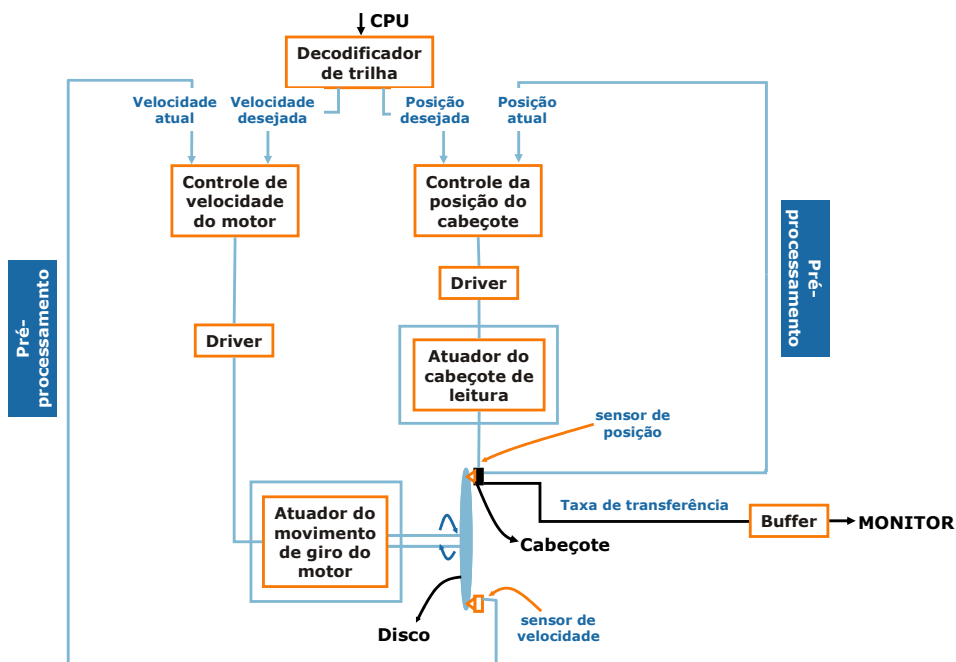 CPU
Decodificador
de trilha
Velocidade
atual
Velocidade
desejada
Posição
desejada
Posição
atual
Controle de
velocidade
do motor
Controle da
posição do
cabeçote
Pré-
processamento
Pré-
processamento
Driver
Driver
Atuador do
cabeçote de
leitura
sensor de
posição
Atuador do
movimento
de giro do
motor
Taxa de transferência
Buffer
MONITOR
Cabeçote
Disco
sensor de
velocidade